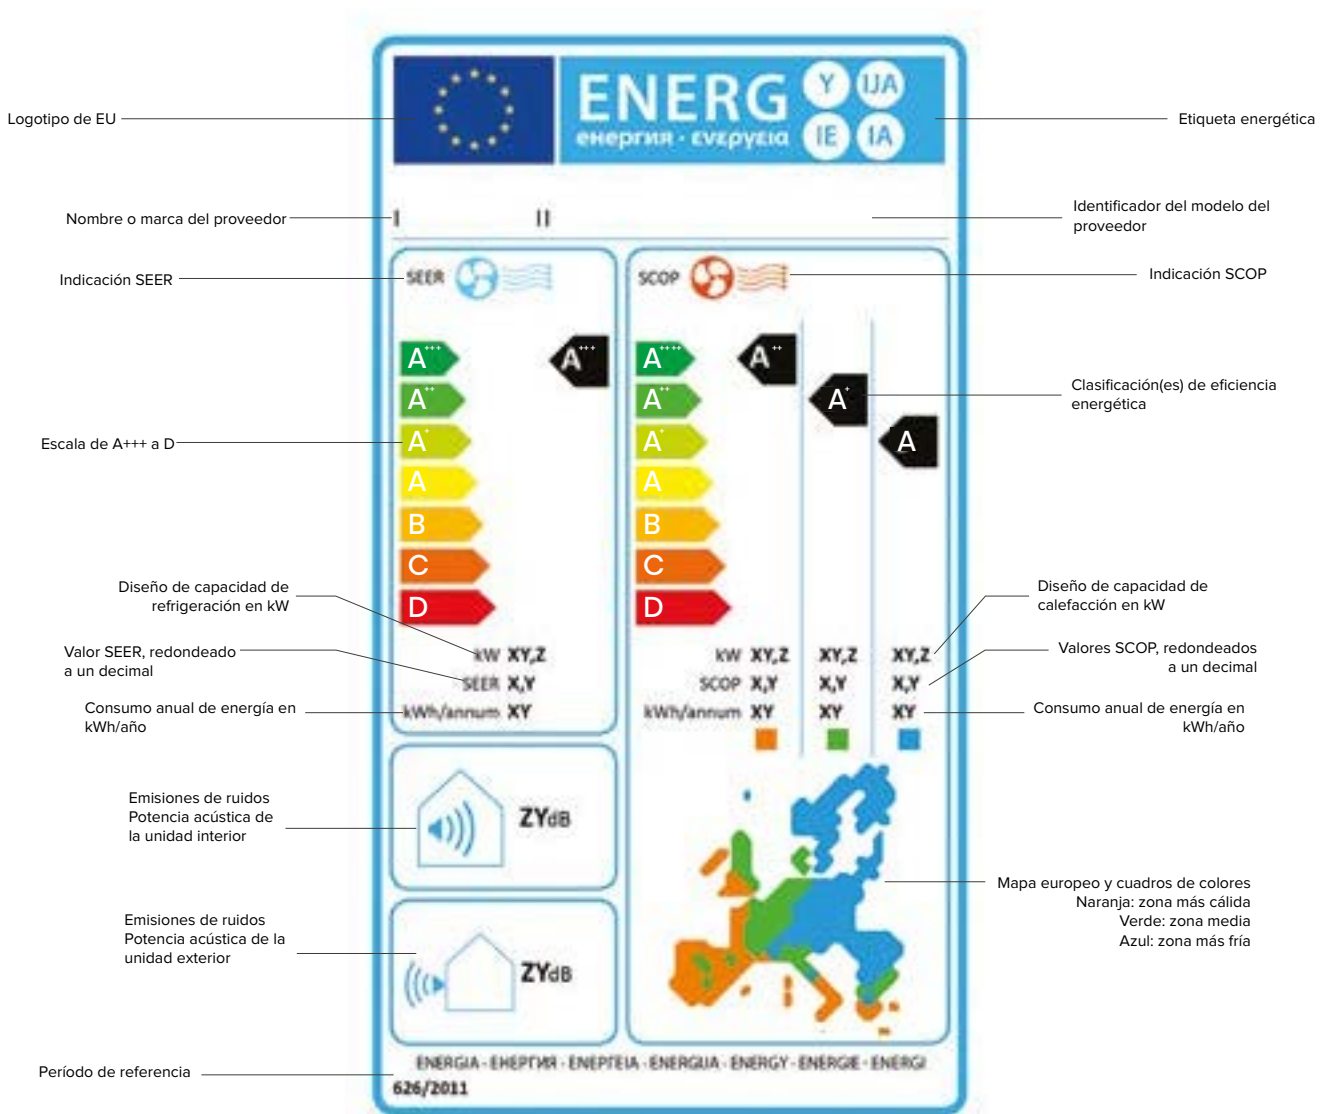 ENERG Y IJA
енергия · ενεργεια IE IA
Logotipo de EU
Etiqueta energética
Nombre o marca del proveedor
I II
Identificador del modelo del
proveedor
Indicación SEER
SEER
SCOP
Indicación SCOP
A+++ A+++
A++
A+
A
B
C
D
A++++ A++
A++ A+
A+ A
A
B
C
D
Clasificación(es) de eficiencia
energética
Escala de A+++ a D
Diseño de capacidad de
refrigeración en kW
Valor SEER, redondeado
a un decimal
Consumo anual de energía en
kWh/año
kW XY,Z
SEER X,Y
kWh/annum XY
kW XY,Z XY,Z XY,Z
SCOP X,Y X,Y X,Y
kWh/annum XY XY XY
Diseño de capacidad de
calefacción en kW
Valores SCOP, redondeados
a un decimal
Consumo anual de energía en
kWh/año
Emisiones de ruidos
Potencia acústica de
la unidad interior
ZYdB
Emisiones de ruidos
Potencia acústica de la
unidad exterior
ZYdB
Mapa europeo y cuadros de colores
Naranja: zona más cálida
Verde: zona media
Azul: zona más fría
ENERGIA · ЕНЕРГИЯ · ΕΝΕΡΓΕΙΑ · ENERGIJA · ENERGY · ENERGIE · ENERGI
Período de referencia
626/2011